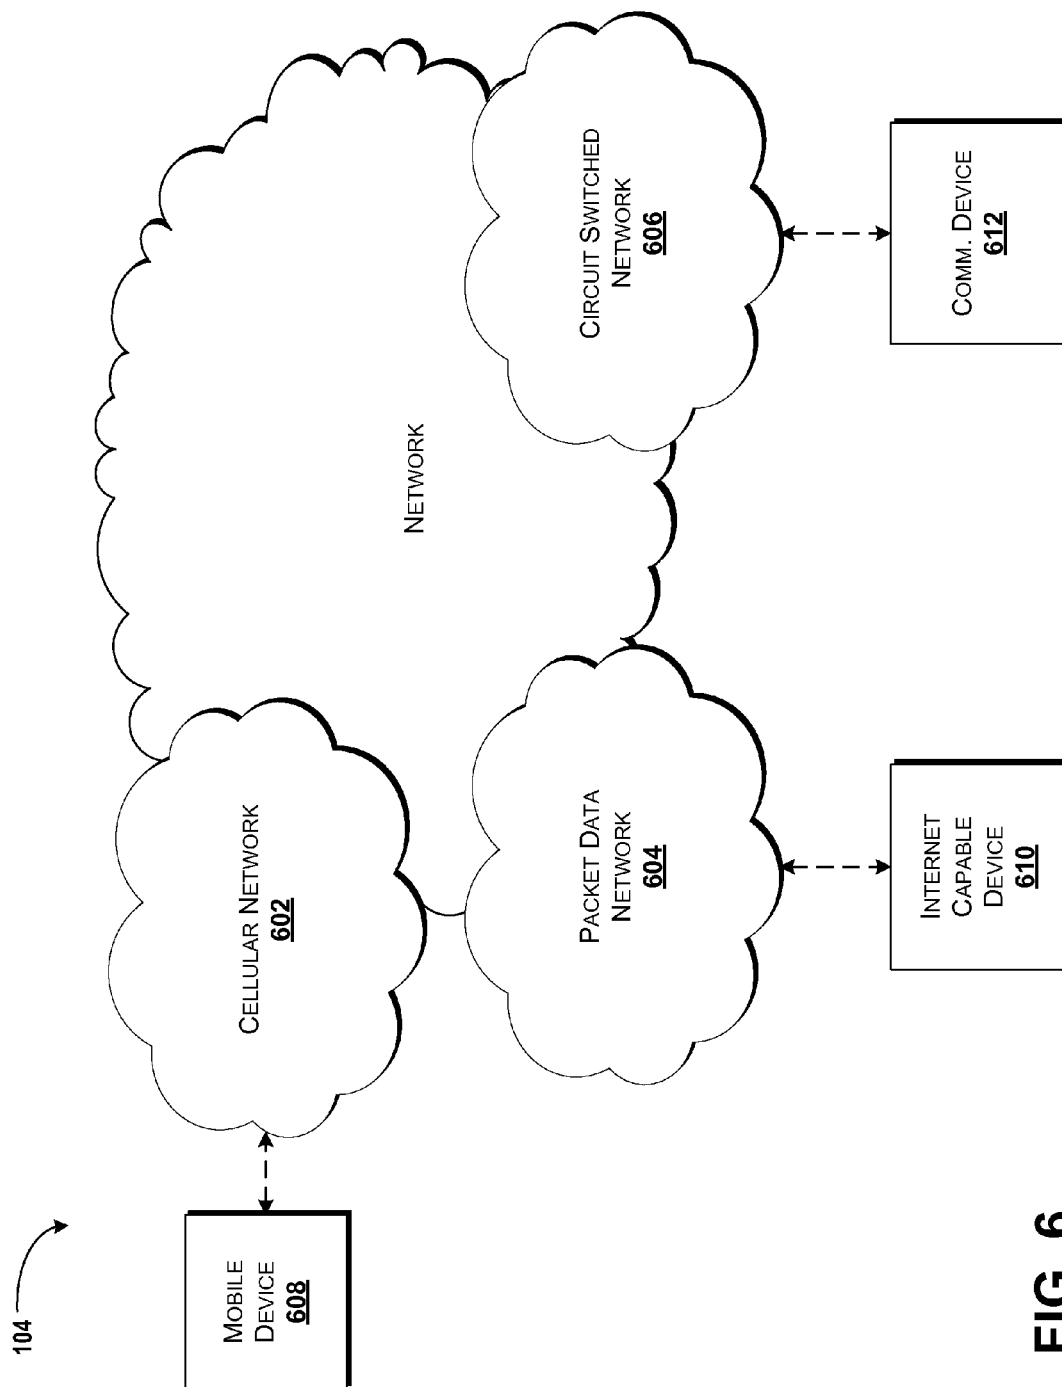 104
MOBILE
DEVICE
608
CELLULAR NETWORK
602
NETWORK
PACKET DATA
NETWORK
604
CIRCUIT SWITCHED
NETWORK
606
INTERNET
CAPABLE
DEVICE
610
COMM. DEVICE
612
FIG. 6